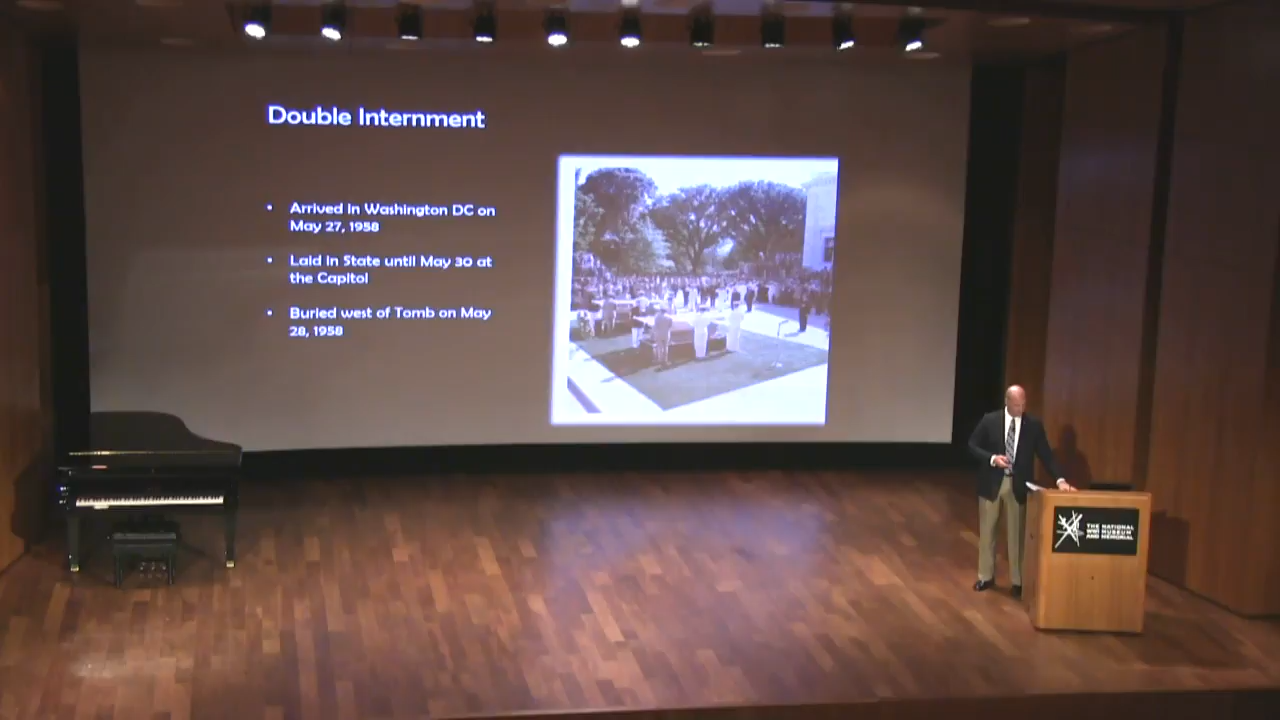 Double Internment
• Arrived in Washington DC on
May 27, 1958
• Laid in State until May 30 at
the Capitol
• Buried west of Tomb on May
28, 1958
THE NATIONAL
WWI MUSEUM
AND MEMORIAL